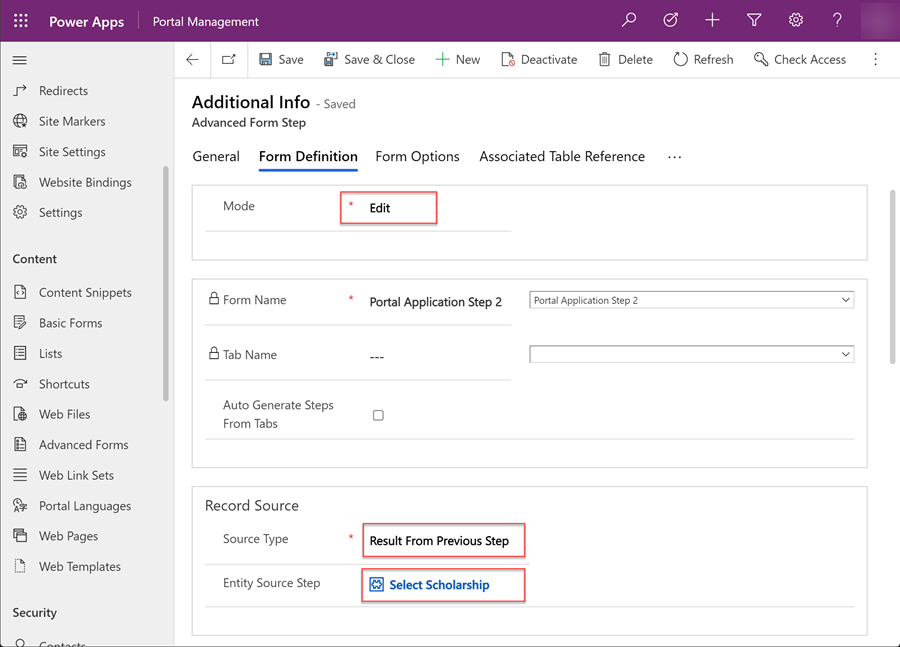 Power Apps Portal Management
Save Save & Close New Deactivate Delete Refresh Check Access
Redirects
Site Markers
Site Settings
Website Bindings
Settings
Content
Content Snippets
Basic Forms
Lists
Shortcuts
Web Files
Advanced Forms
Web Link Sets
Portal Languages
Web Pages
Web Templates
Security
Contacts
Additional Info - Saved
Advanced Form Step
General Form Definition Form Options Associated Table Reference ...
Mode * Edit
Form Name * Portal Application Step 2 Portal Application Step 2
Tab Name ---
Auto Generate Steps
From Tabs
Record Source
Source Type * Result From Previous Step
Entity Source Step Select Scholarship